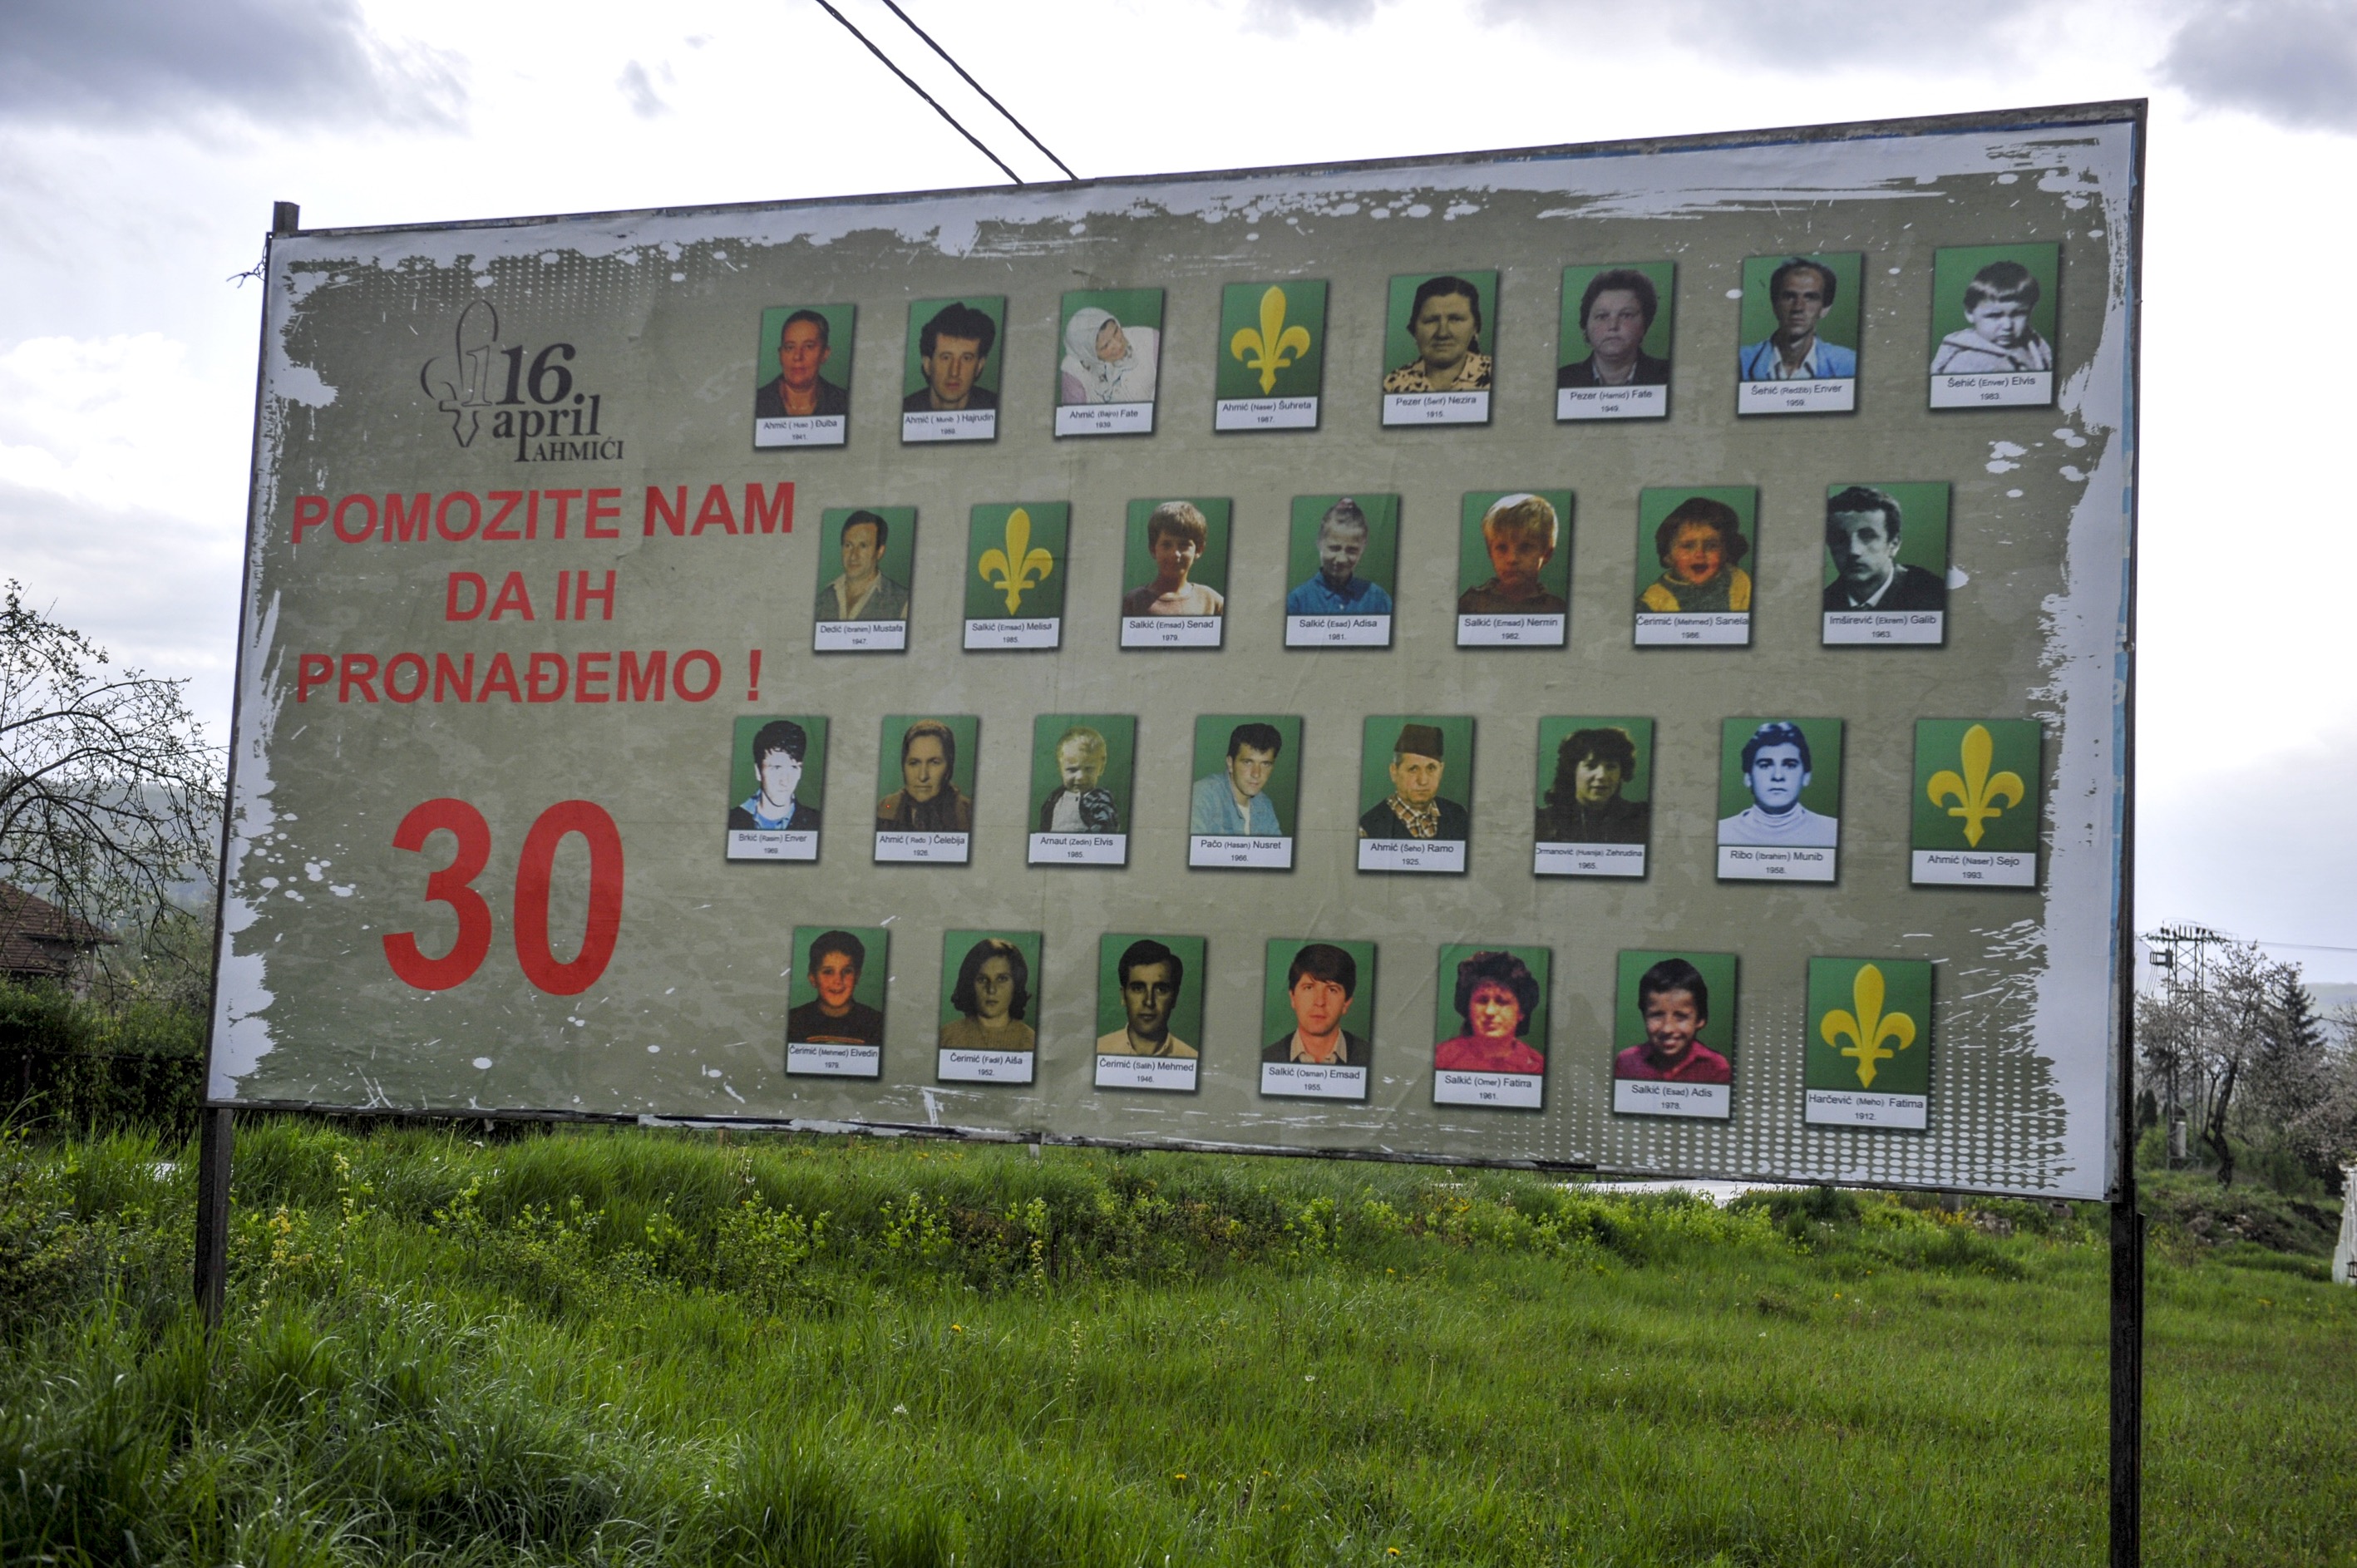 116
april
AHMIĆI
POMOZITE NAM
DA IH
PRONAĐEMO !
30
Ahmić ( Huso ) Đulba
1941.
Ahmić ( Munib ) Hajrudin
Ahmić (Bajro) Fate
1939.
Ahmić (Naser) Šuhreta
1987.
Pezer (Šerif) Nezira
1915.
Pezer (Hamid) Fate
1949.
Šehić (Redžib) Enver
1959.
Šehić (Enver) Elvis
1983.
Dedić (Ibrahim) Mustafa
1947.
Salkić (Emsad) Melisa
1985.
Salkić (Emsad) Senad
1979.
Salkić (Esad) Adisa
1981.
Salkić (Emsad) Nermin
1982.
Čerimić (Mehmed) Sanela
1986.
Imširević (Ekrem) Galib
1963.
Brkić (Rasim) Enver
1969.
Ahmić ( Rašo ) Čelebija
1926.
Arnaut (Zedin) Elvis
1985.
Pačo (Hasan) Nusret
1966.
Ahmić (Šeho) Ramo
1925.
Ormanović (Husnija) Zehrudina
1965.
Ribo (Ibrahim) Munib
1958.
Ahmić (Naser) Sejo
1993.
Čerimić (Mehmed) Elvedin
1979.
Čerimić (Fadil) Aiša
1952.
Čerimić (Salih) Mehmed
1946.
Salkić (Osman) Emsad
1955.
Salkić (Omer) Fatima
1961.
Salkić (Esad) Adis
1978.
Harčević (Meho) Fatima
1912.